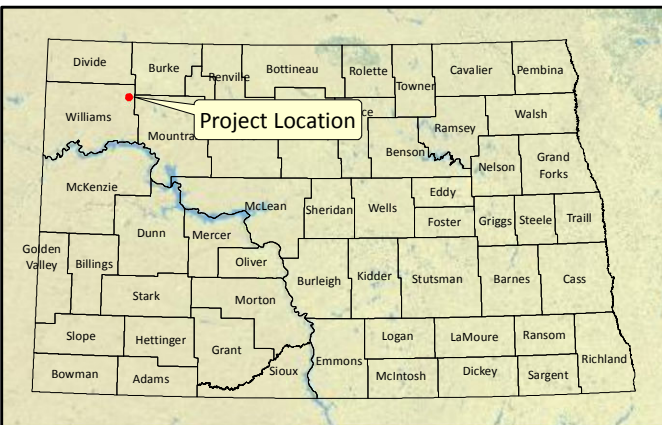 Divide
Burke
Renville
Bottineau
Rolette
Towner
Cavalier
Pembina
Williams
Mountra
Project Location
ce
Benson
Ramsey
Walsh
Nelson
Grand
Forks
McKenzie
McLean
Sheridan
Wells
Eddy
Foster
Griggs
Steele
Traill
Golden
Valley
Billings
Dunn
Mercer
Oliver
Burleigh
Kidder
Stutsman
Barnes
Cass
Stark
Morton
Slope
Hettinger
Grant
Sioux
Emmons
Logan
LaMoure
Ransom
Richland
Bowman
Adams
McIntosh
Dickey
Sargent